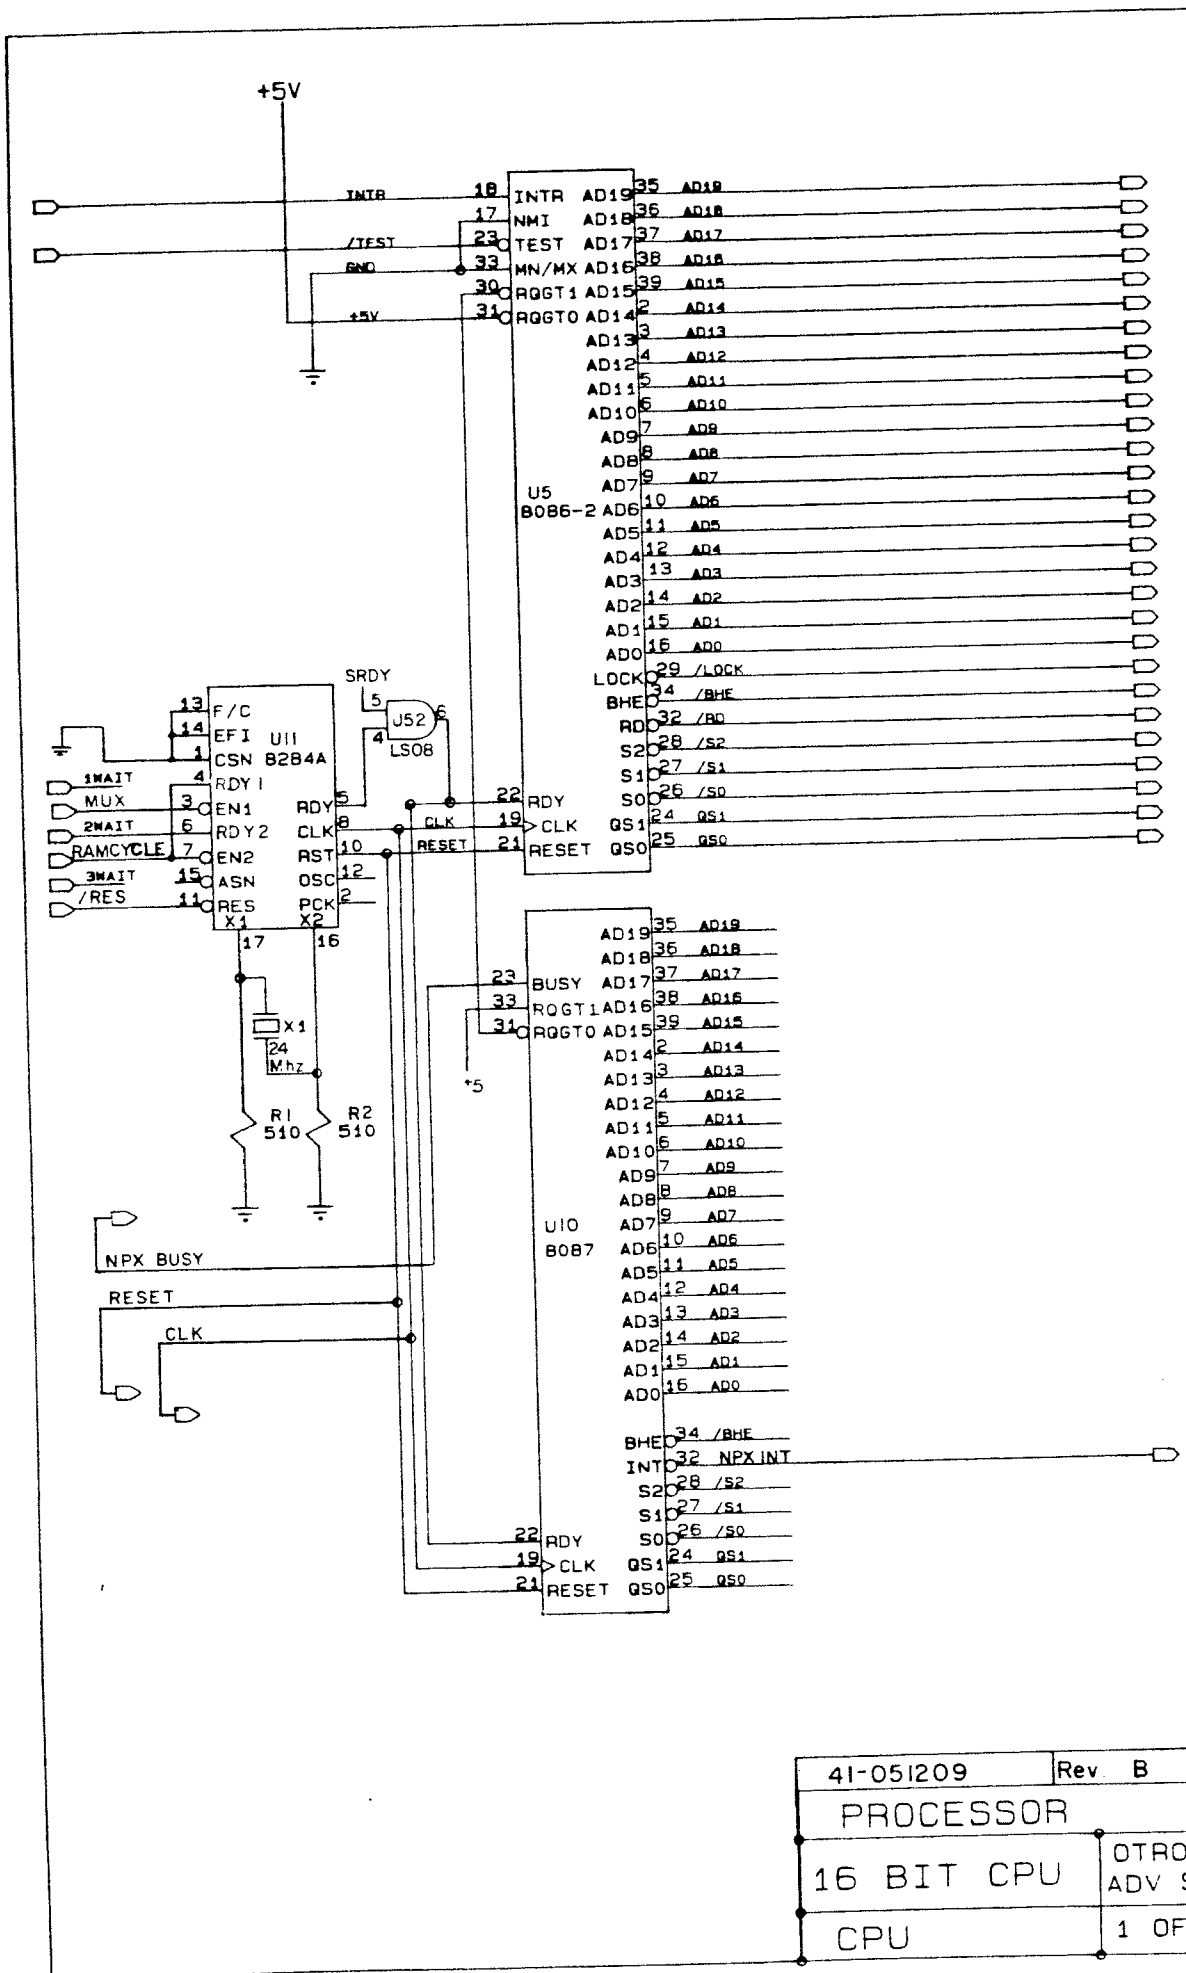 +5V
INTR 18 INTR AD19 35 AD19
17 NMI AD18 36 AD18
/TEST 23 TEST AD17 37 AD17
GND 33 MN/MX AD16 38 AD16
30 RQGT1 AD15 39 AD15
+5V 31 RQGT0 AD14 2 AD14
AD13 3 AD13
AD12 4 AD12
AD11 5 AD11
AD10 6 AD10
AD9 7 AD9
AD8 8 AD8
AD7 9 AD7
U5
8086-2 AD6 10 AD6
AD5 11 AD5
AD4 12 AD4
AD3 13 AD3
AD2 14 AD2
AD1 15 AD1
AD0 16 AD0
LOCK 29 /LOCK
BHE 34 /BHE
RD 32 /RD
S2 28 /S2
S1 27 /S1
S0 26 /S0
22 RDY QS1 24 QS1
19 CLK QS0 25 QS0
21 RESET
SRDY
5
4
6
U52
LS08
13 F/C
14 EFI U11
1 CSN 8284A
1WAIT 4 RDY1
MUX 3 EN1 RDY 5
2WAIT 6 RDY2 CLK 8 CLK
RAMCYCLE 7 EN2 RST 10 RESET
3WAIT 15 ASN OSC 12
/RES 11 RES PCK 2
X1 X2
17 16
X1
24
Mhz
R1
510
R2
510
NPX BUSY
RESET
CLK
AD19 35 AD19
AD18 36 AD18
23 BUSY AD17 37 AD17
33 RQGT1 AD16 38 AD16
31 RQGT0 AD15 39 AD15
AD14 2 AD14
+5
AD13 3 AD13
AD12 4 AD12
AD11 5 AD11
AD10 6 AD10
AD9 7 AD9
AD8 8 AD8
U10
AD7 9 AD7
8087 AD6 10 AD6
AD5 11 AD5
AD4 12 AD4
AD3 13 AD3
AD2 14 AD2
AD1 15 AD1
AD0 16 AD0
BHE 34 /BHE
INT 32 NPX INT
S2 28 /S2
S1 27 /S1
22 RDY S0 26 /S0
19 CLK QS1 24 QS1
21 RESET QS0 25 QS0
41-051209 Rev. B
PROCESSOR
16 BIT CPU
OTRO
ADV S
CPU
1 OF